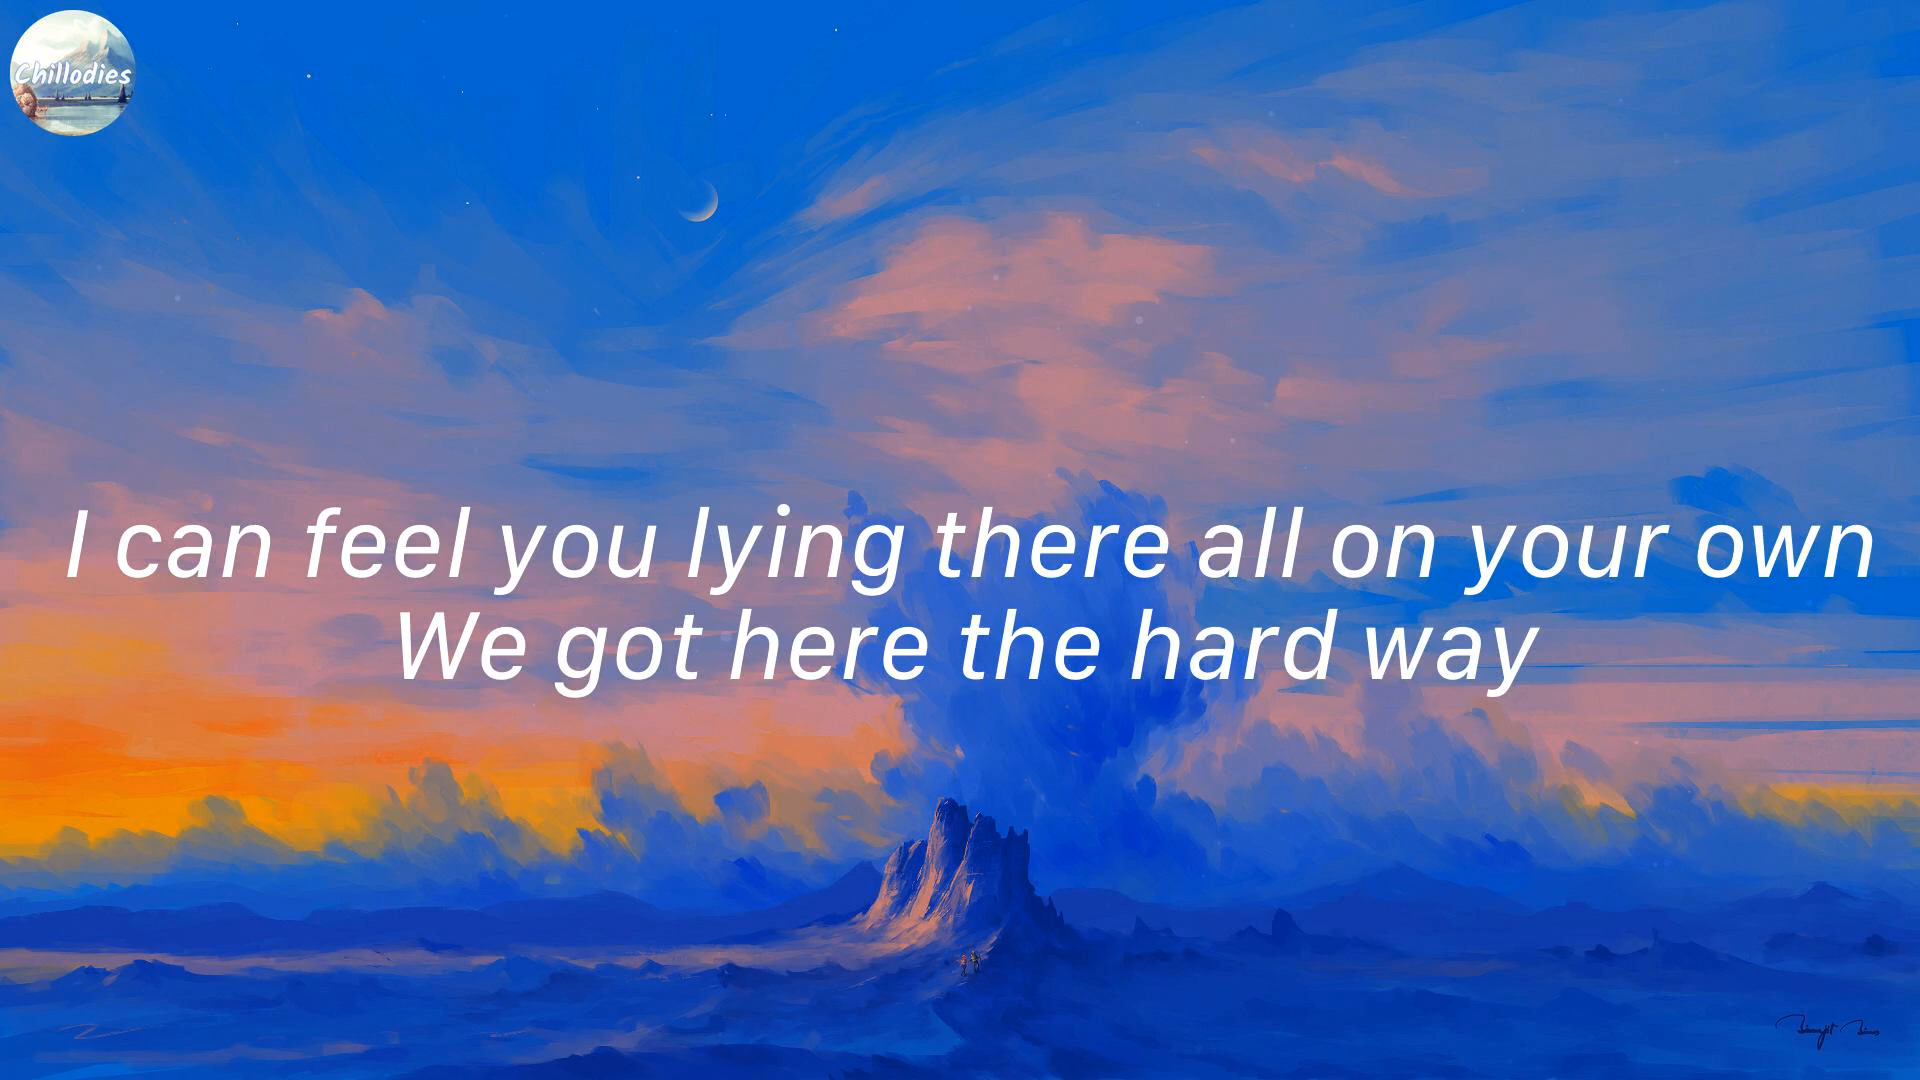 Chillodies
I can feel you lying there all on your own
We got here the hard way